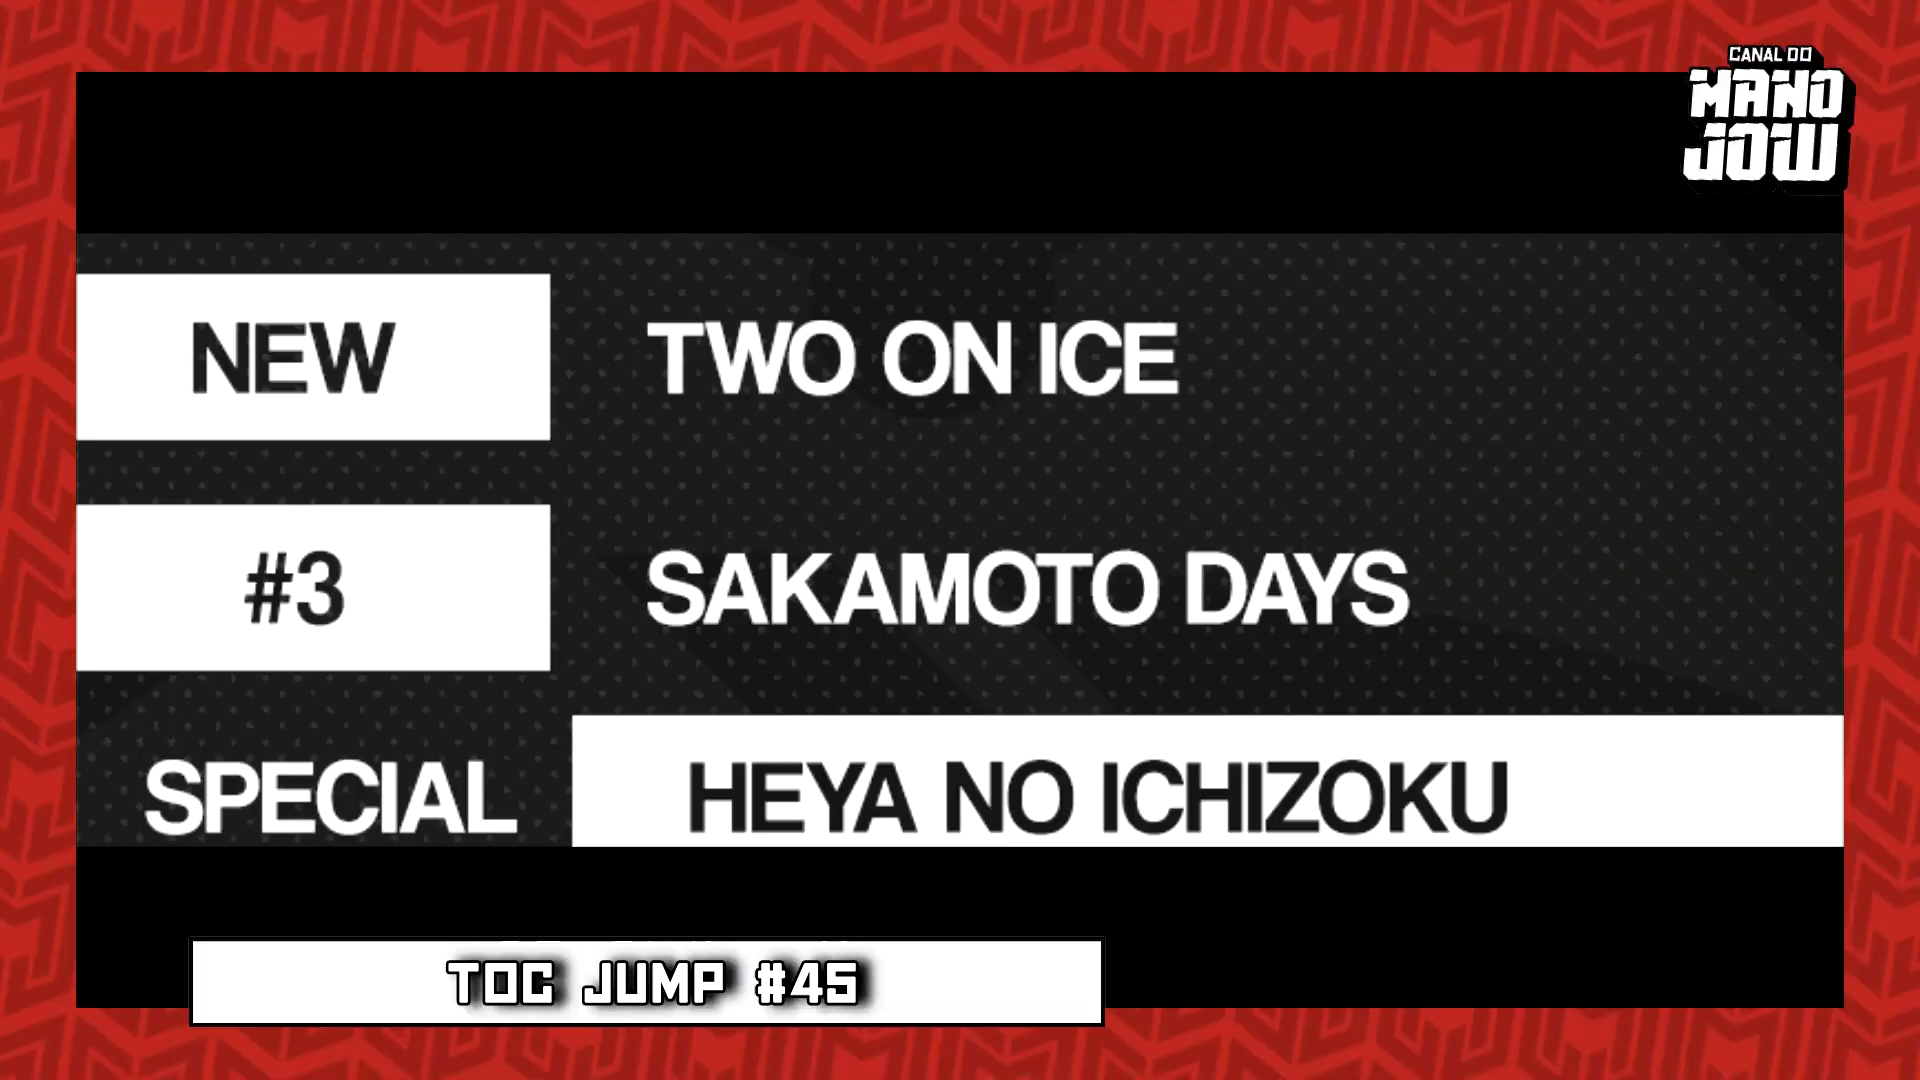 CANAL DO
MANO
JOW
NEW
TWO ON ICE
#3
SAKAMOTO DAYS
SPECIAL
HEYA NO ICHIZOKU
TOC JUMP #45